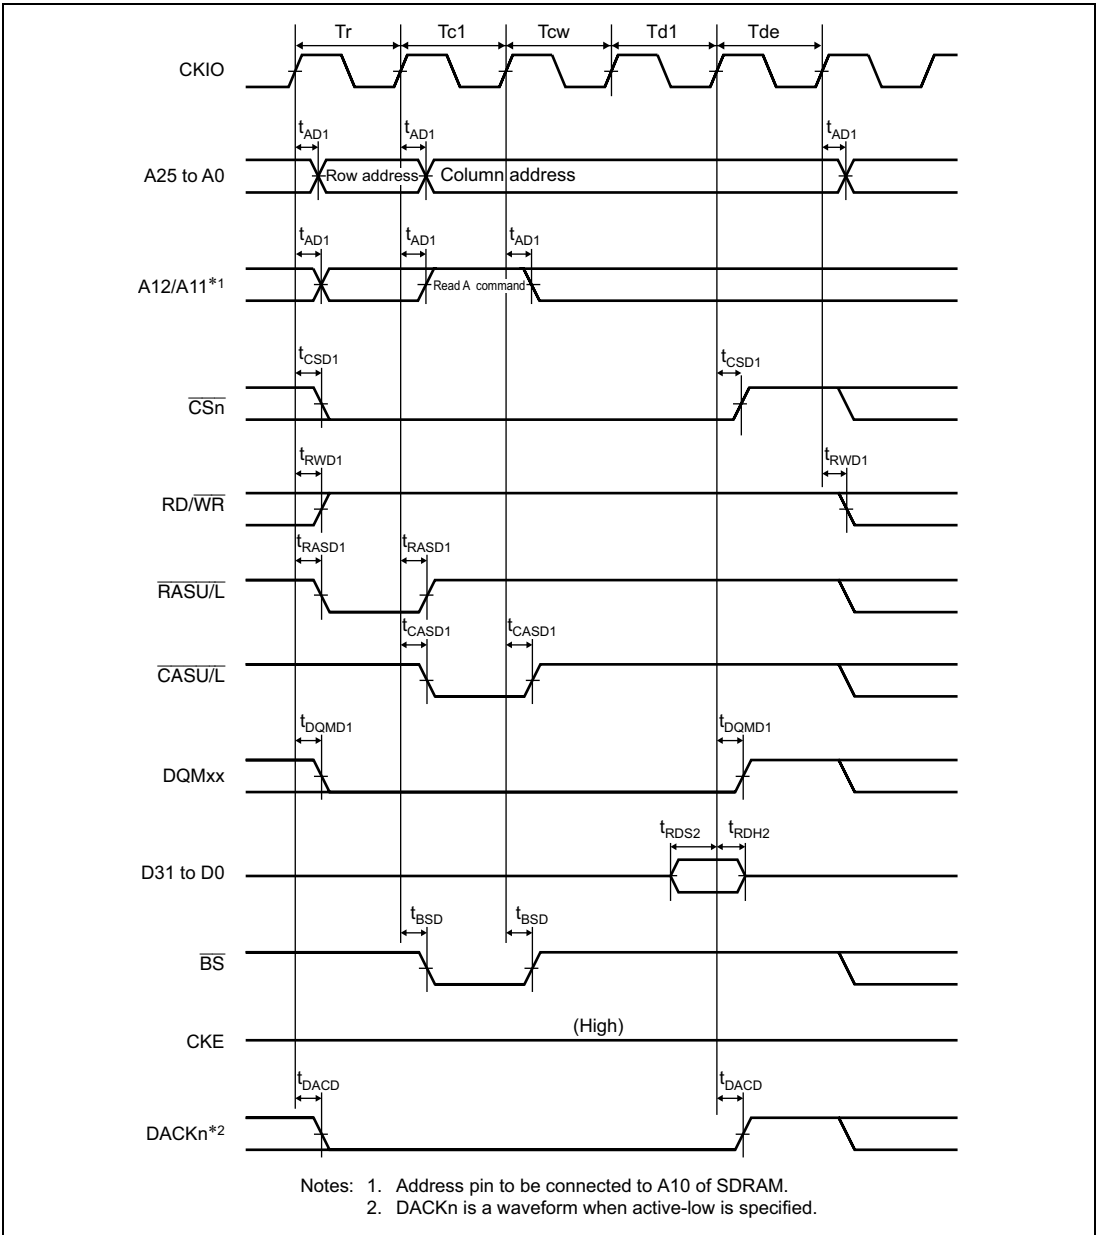 Tr Tc1 Tcw Td1 Tde
CKIO
tAD1 tAD1 tAD1
A25 to A0 Row address Column address
tAD1 tAD1 tAD1
A12/A11*1 Read A command
tCSD1 tCSD1
CSn
tRWD1 tRWD1
RD/WR
tRASD1 tRASD1
RASU/L
tCASD1 tCASD1
CASU/L
tDQMD1 tDQMD1
DQMxx
tRDS2 tRDH2
D31 to D0
tBSD tBSD
BS
(High)
CKE
tDACD tDACD
DACKn*2
Notes: 1. Address pin to be connected to A10 of SDRAM.
2. DACKn is a waveform when active-low is specified.